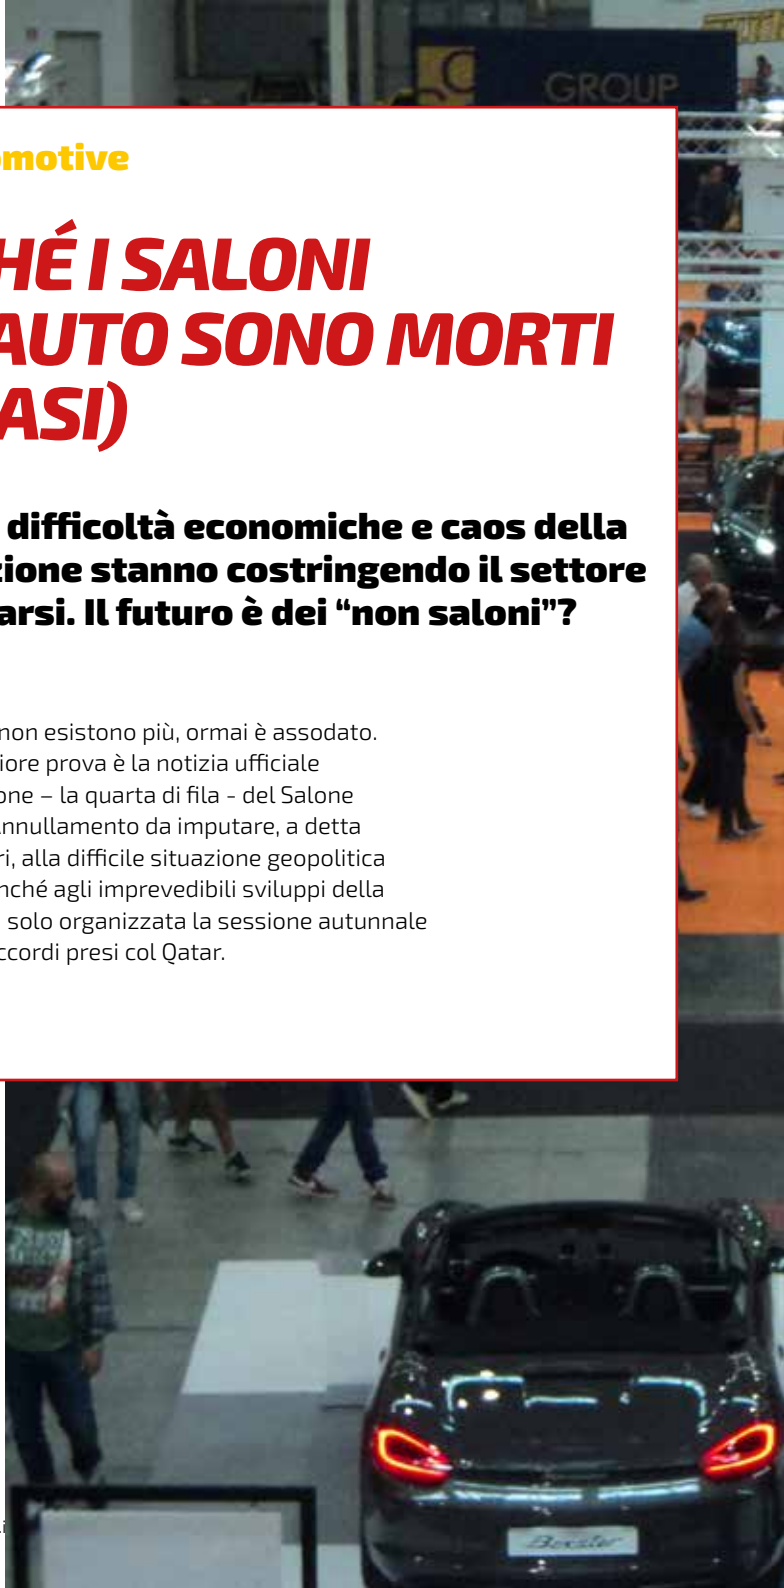 GROUP
omotive
HÉ I SALONI
AUTO SONO MORTI
ASI)
difficoltà economiche e caos della
zione stanno costringendo il settore
arsi. Il futuro è dei “non saloni”?
non esistono più, ormai è assodato.
iore prova è la notizia ufficiale
one – la quarta di fila - del Salone
Annullamento da imputare, a detta
ri, alla difficile situazione geopolitica
nché agli imprevedibili sviluppi della
solo organizzata la sessione autunnale
ccordi presi col Qatar.
Boxster